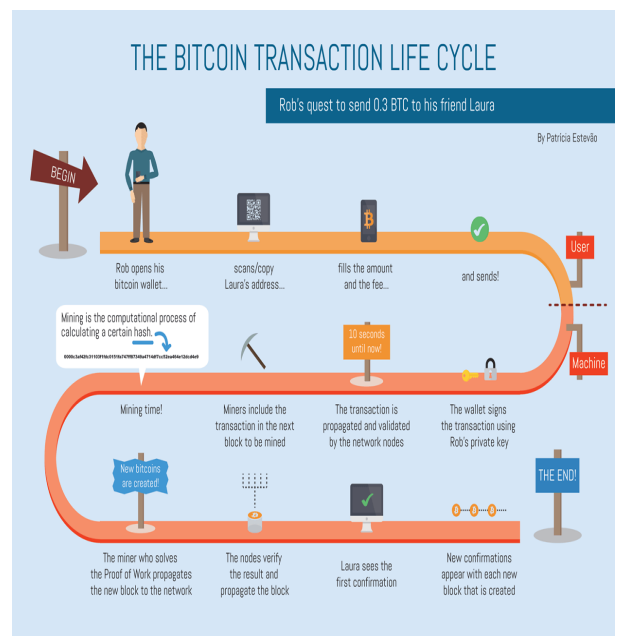 THE BITCOIN TRANSACTION LIFE CYCLE
Rob's quest to send 0.3 BTC to his friend Laura
By Patrícia Estevão
BEGIN
Rob opens his
bitcoin wallet...
scans/copy
Laura's address...
fills the amount
and the fee...
and sends!
User
Machine
The wallet signs
the transaction using
Rob's private key
10 seconds
until now!
The transaction is
propagated and validated
by the network nodes
Miners include the
transaction in the next
block to be mined
Mining is the computational process of
calculating a certain hash.
Mining time!
New bitcoins
are created!
The miner who solves
the Proof of Work propagates
the new block to the network
The nodes verify
the result and
propagate the block
Laura sees the
first confirmation
New confirmations
appear with each new
block that is created
THE END!